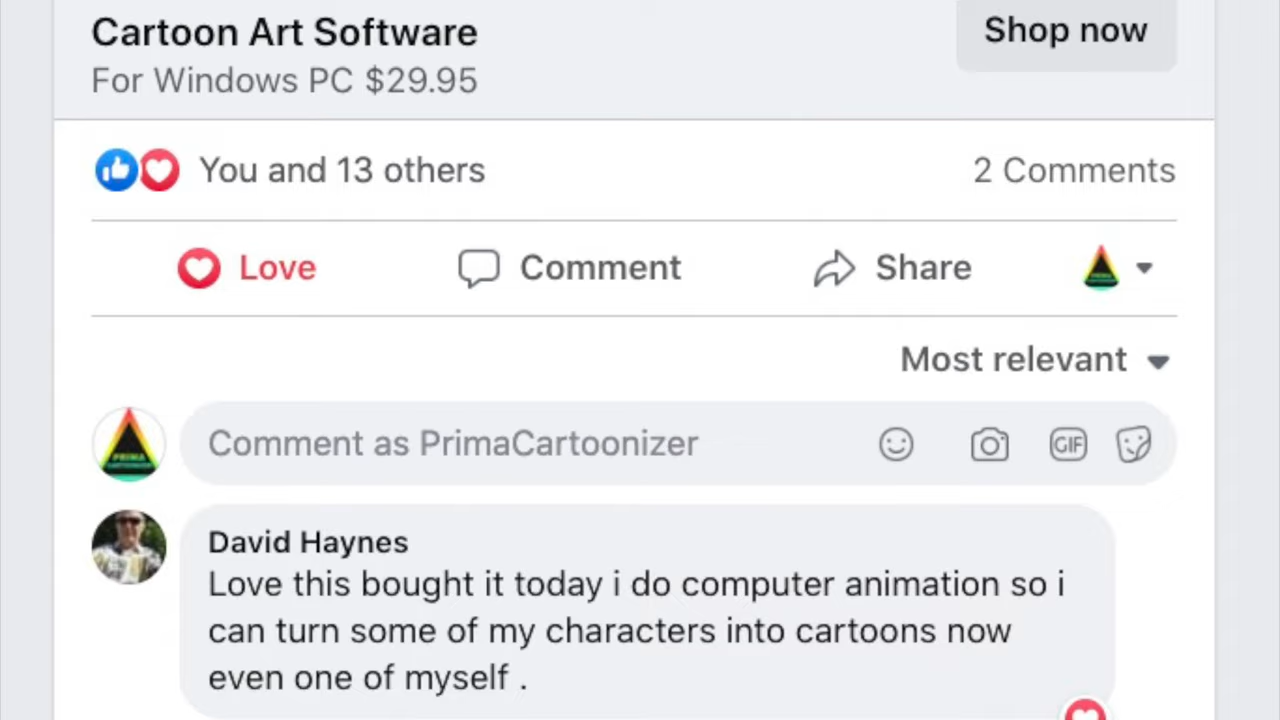 Cartoon Art Software
Shop now
For Windows PC $29.95
You and 13 others
2 Comments
Love
Comment
Share
Most relevant
PRIMA
Comment as PrimaCartoonizer
GIF
David Haynes
Love this bought it today i do computer animation so i
can turn some of my characters into cartoons now
even one of myself .